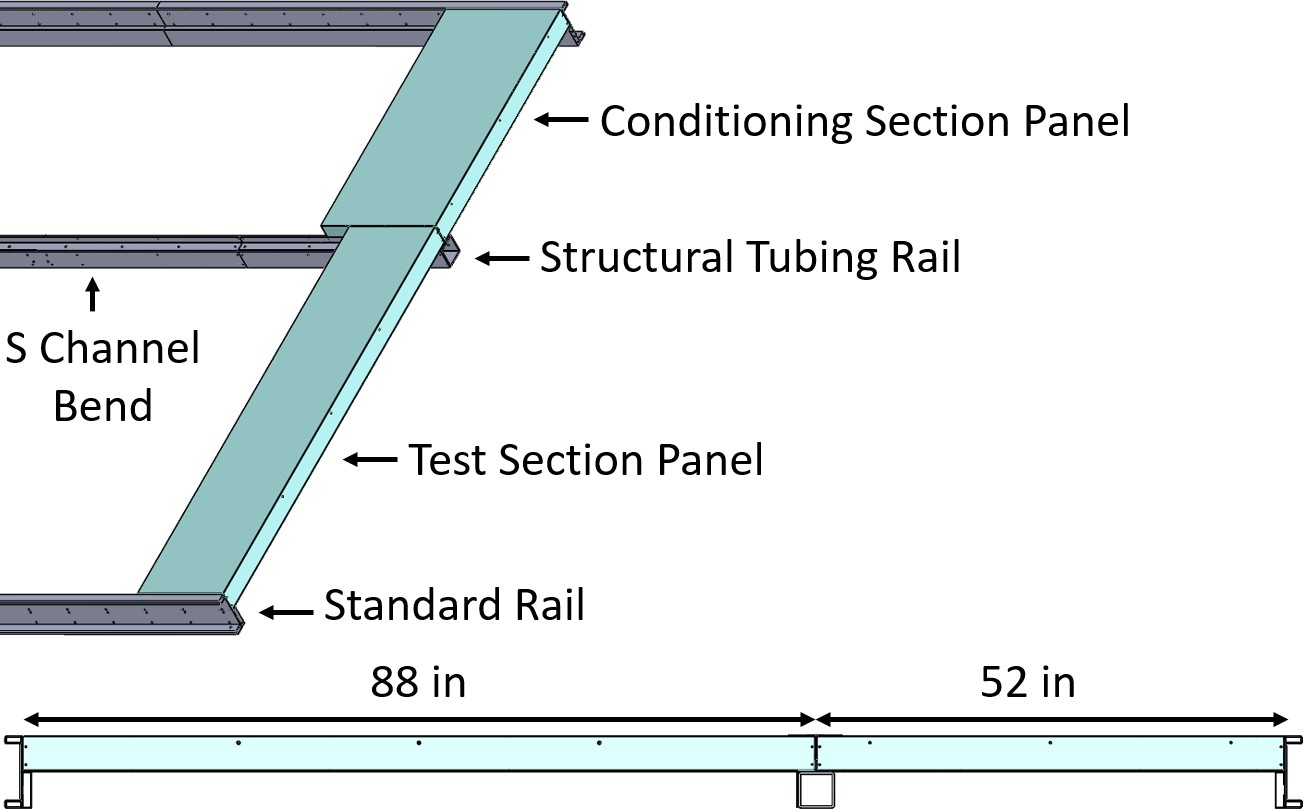 Conditioning Section Panel
Structural Tubing Rail
S Channel
Bend
Test Section Panel
Standard Rail
88 in
52 in